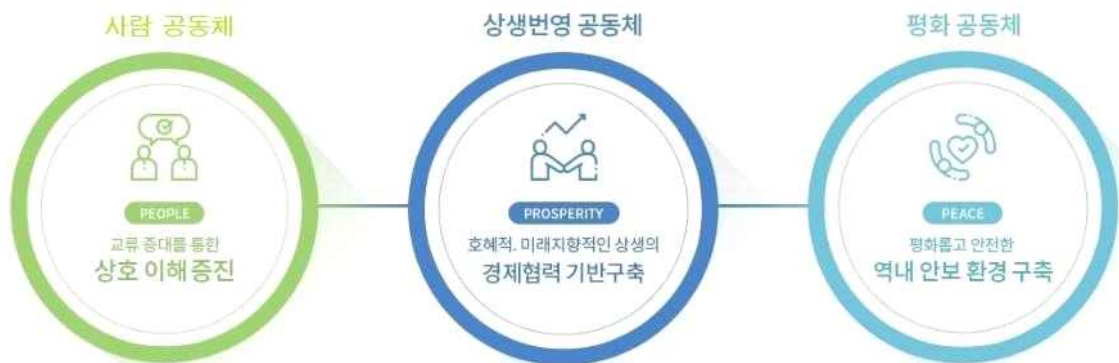 사람 공동체
PEOPLE
교류 증대를 통한
상호 이해 증진
상생번영 공동체
PROSPERITY
호혜적. 미래지향적인 상생의
경제협력 기반구축
평화 공동체
PEACE
평화롭고 안전한
역내 안보 환경 구축